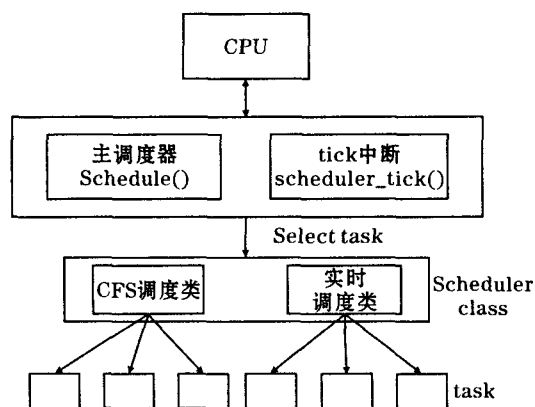 CPU
主调度器
Schedule()
tick中断
scheduler_tick()
Select task
CFS调度类
实时
调度类
Scheduler
class
task